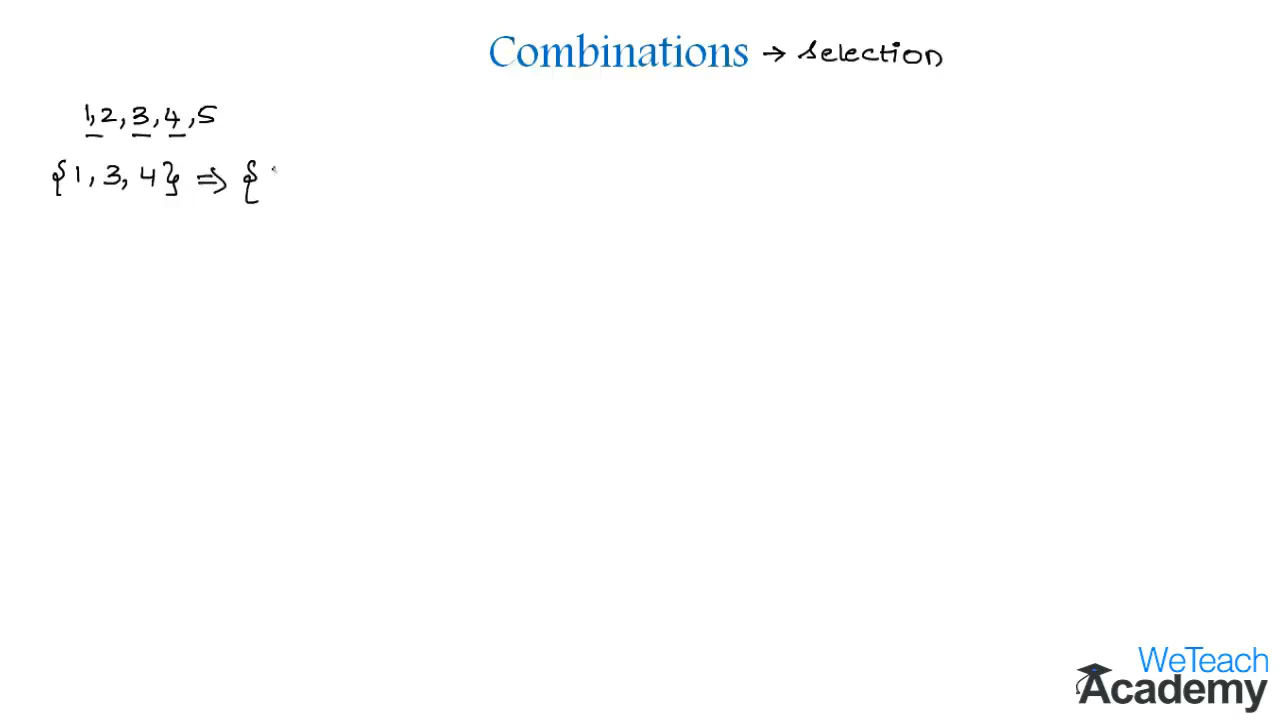 Combinations → selection
1,2,3,4,5
{1,3,4} ⇒ {
WeTeach
Academy